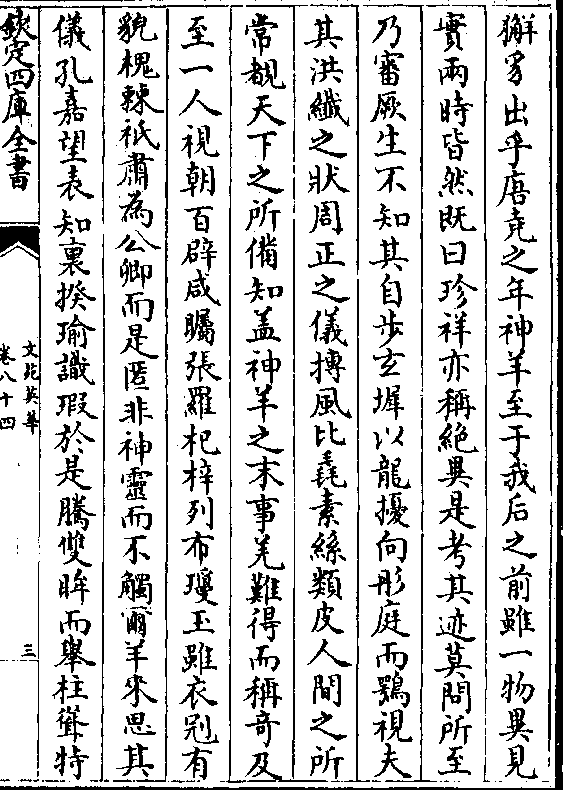 獬豸出乎唐堯之年神羊至于我后之前雖一物異見
實兩時皆然既曰珍祥亦稱絶異是考其迹莫問所至
乃審厥生不知其自步玄墀以龍擾向彤庭而鶚視夫
其洪纖之狀周正之儀摶風比毳素絲類皮人間之所
常覩天下之所備知盖神羊之末事羌難得而稱奇及
至一人視朝百辟咸矚張羅杞梓列布瓊玉雖衣冠有
貌槐棘祇肅為公卿而是匿非神靈而不觸爾羊来思其
儀孔嘉望表知裏揆瑜識瑕於是騰雙眸而舉柱聳特
欽定四庫全書
文苑英華
卷八十四
三